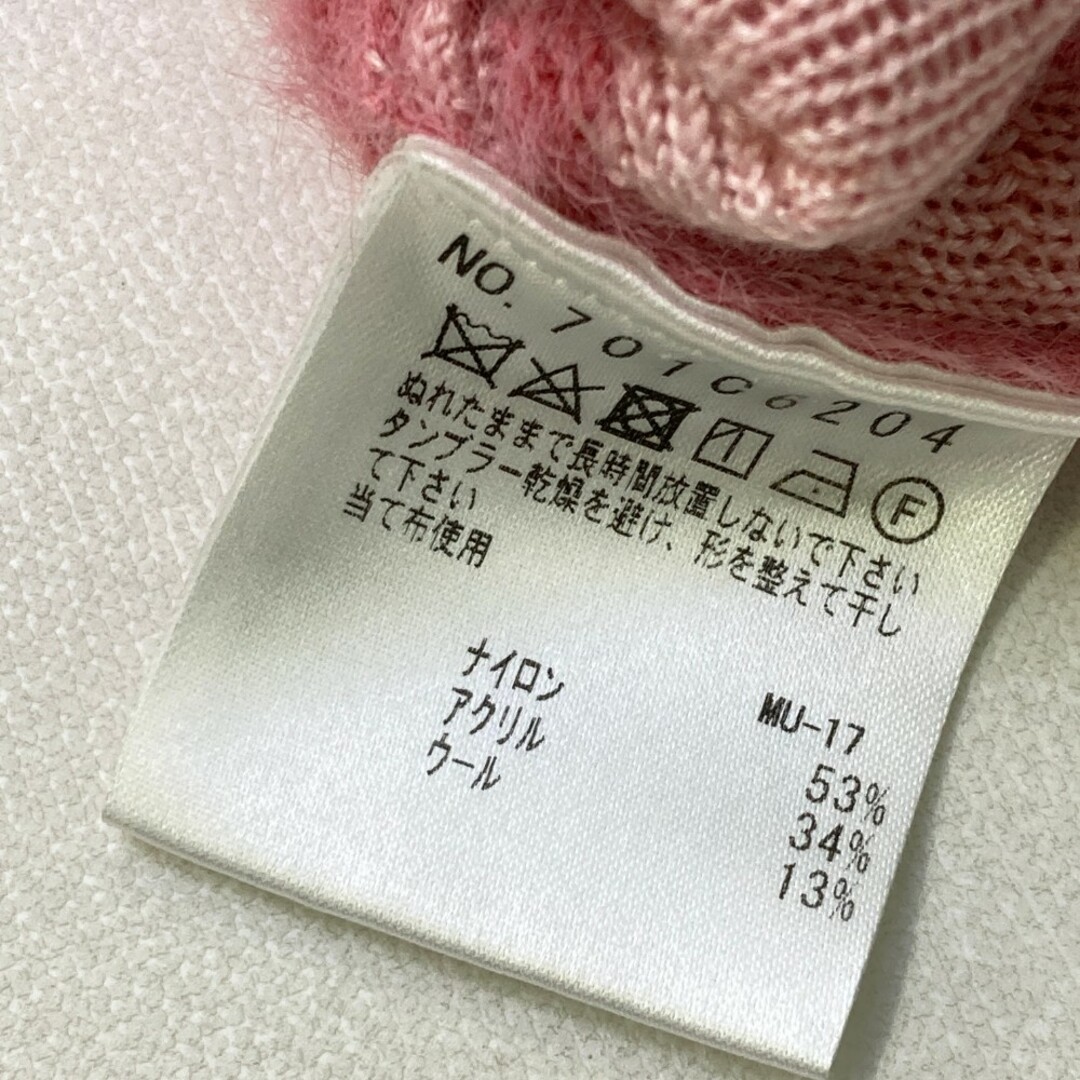 NO. 70106204
F
ぬれたままで長時間放置しないで下さい
タンブラー乾燥を避け、形を整えて干し
て下さい
当て布使用
MU-17
ナイロン 53%
アクリル 34%
ウール 13%